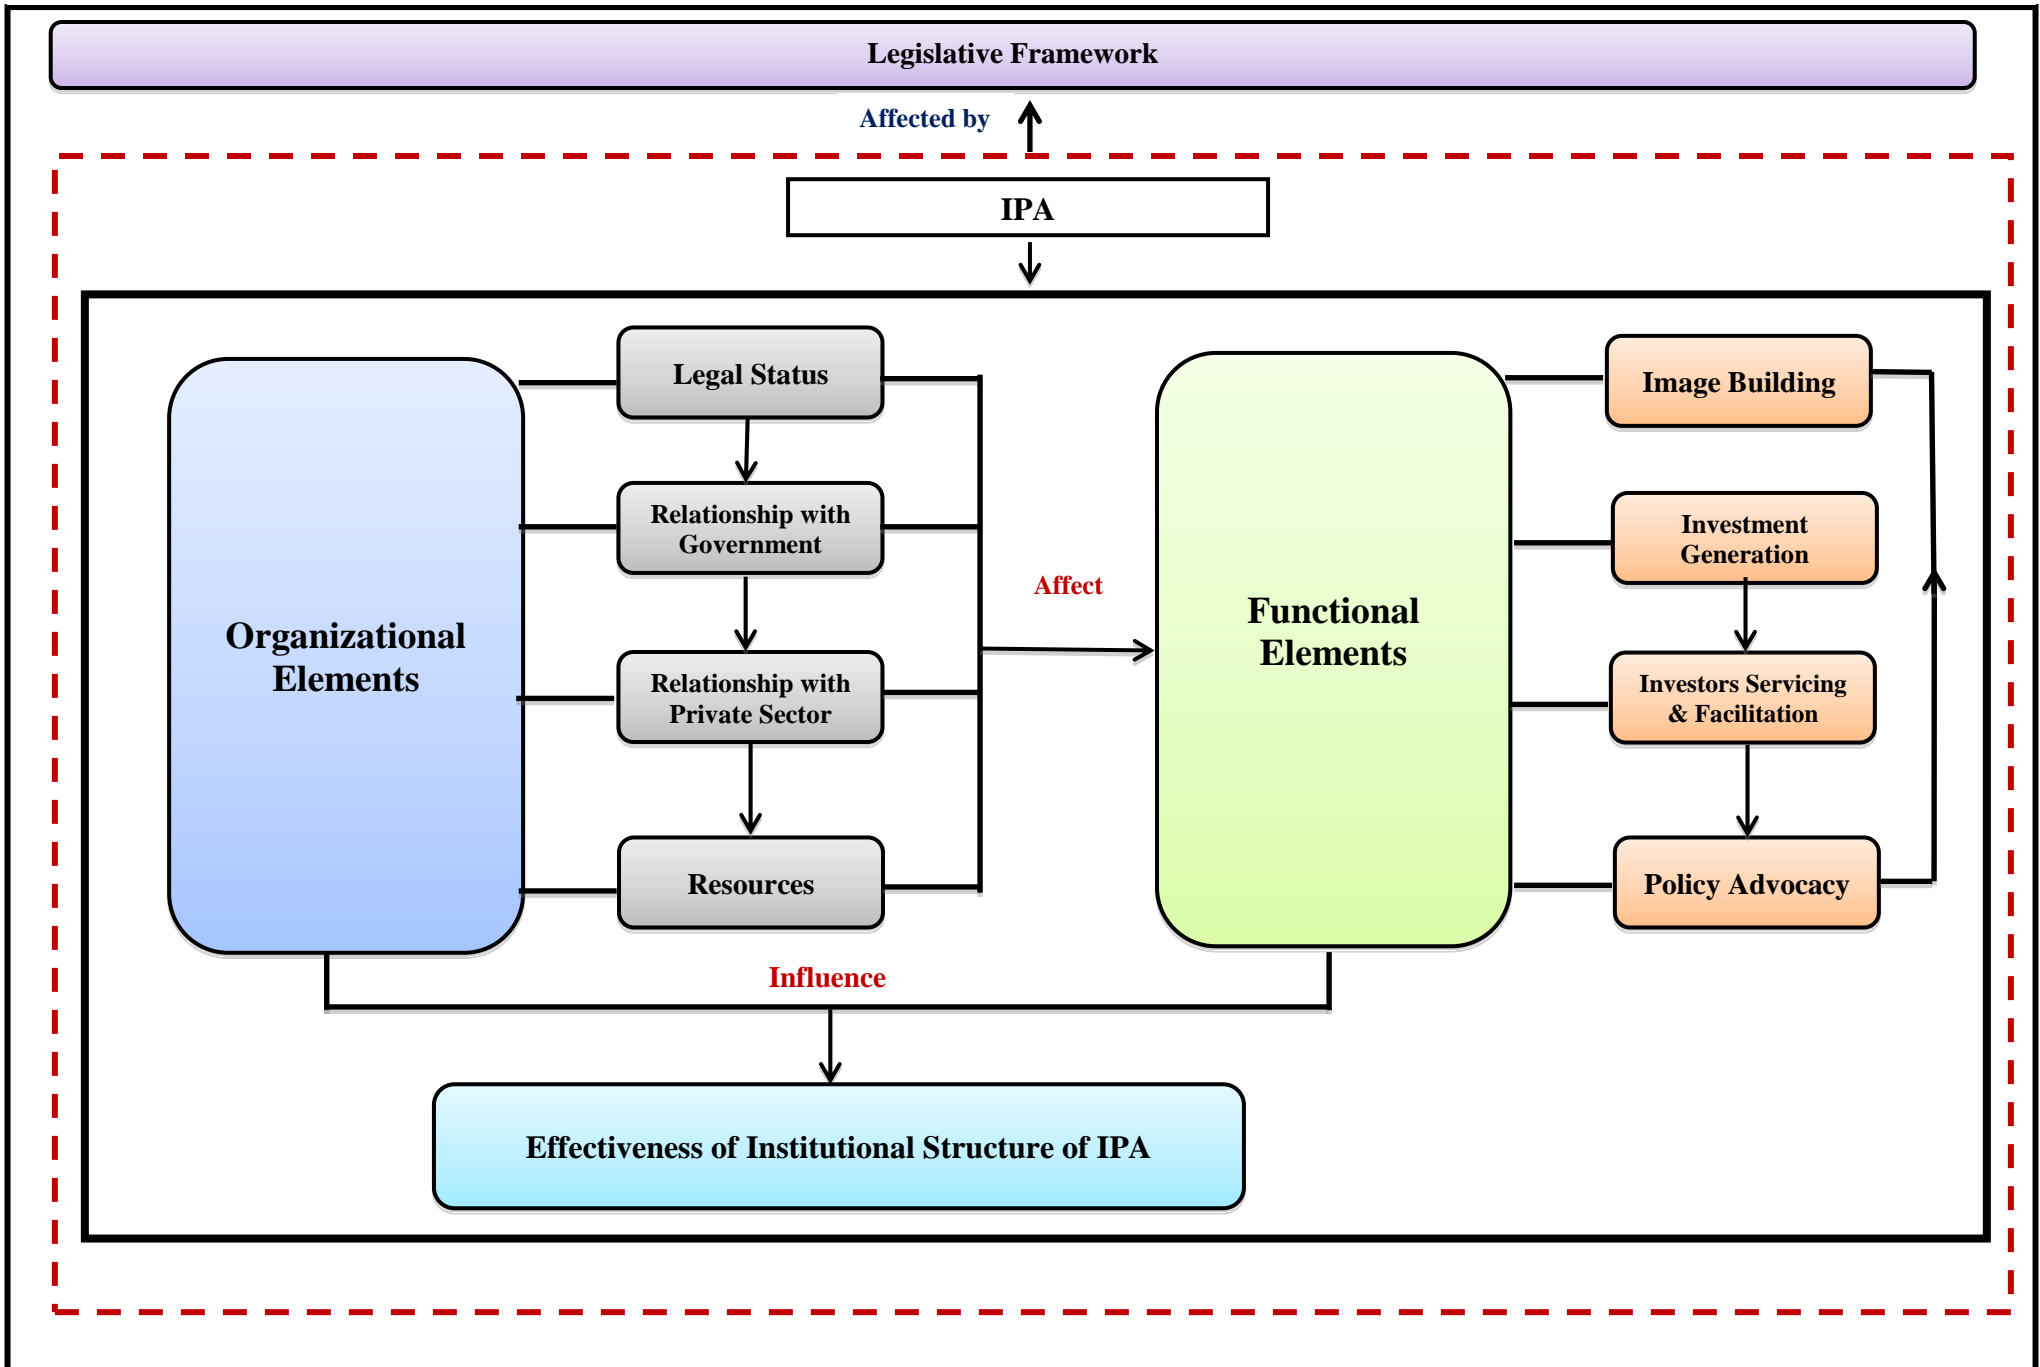 Legislative Framework
Affected by
IPA
Organizational
Elements
Legal Status
Relationship with
Government
Relationship with
Private Sector
Resources
Affect
Functional
Elements
Image Building
Investment
Generation
Investors Servicing
& Facilitation
Policy Advocacy
Influence
Effectiveness of Institutional Structure of IPA